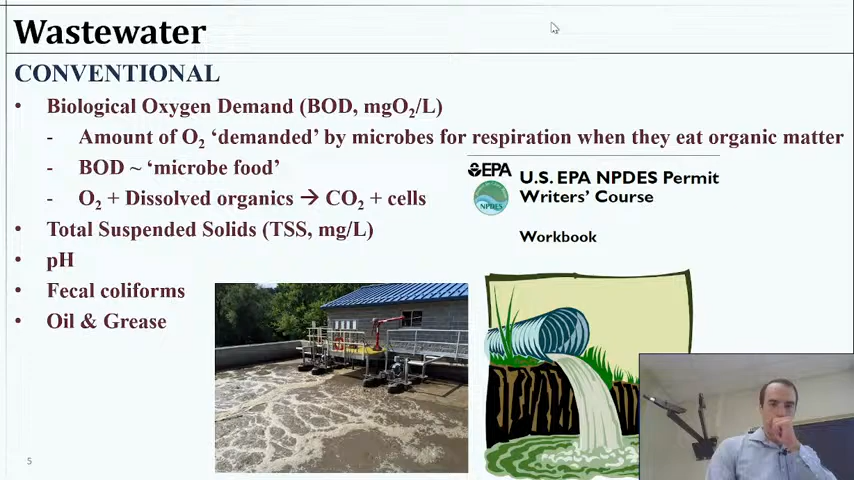 Wastewater
CONVENTIONAL
• Biological Oxygen Demand (BOD, mgO₂/L)
- Amount of O₂ ‘demanded’ by microbes for respiration when they eat organic matter
- BOD ~ ‘microbe food’
- O₂ + Dissolved organics → CO₂ + cells
• Total Suspended Solids (TSS, mg/L)
• pH
• Fecal coliforms
• Oil & Grease
EPA
NPDES
U.S. EPA NPDES Permit
Writers’ Course
Workbook
5